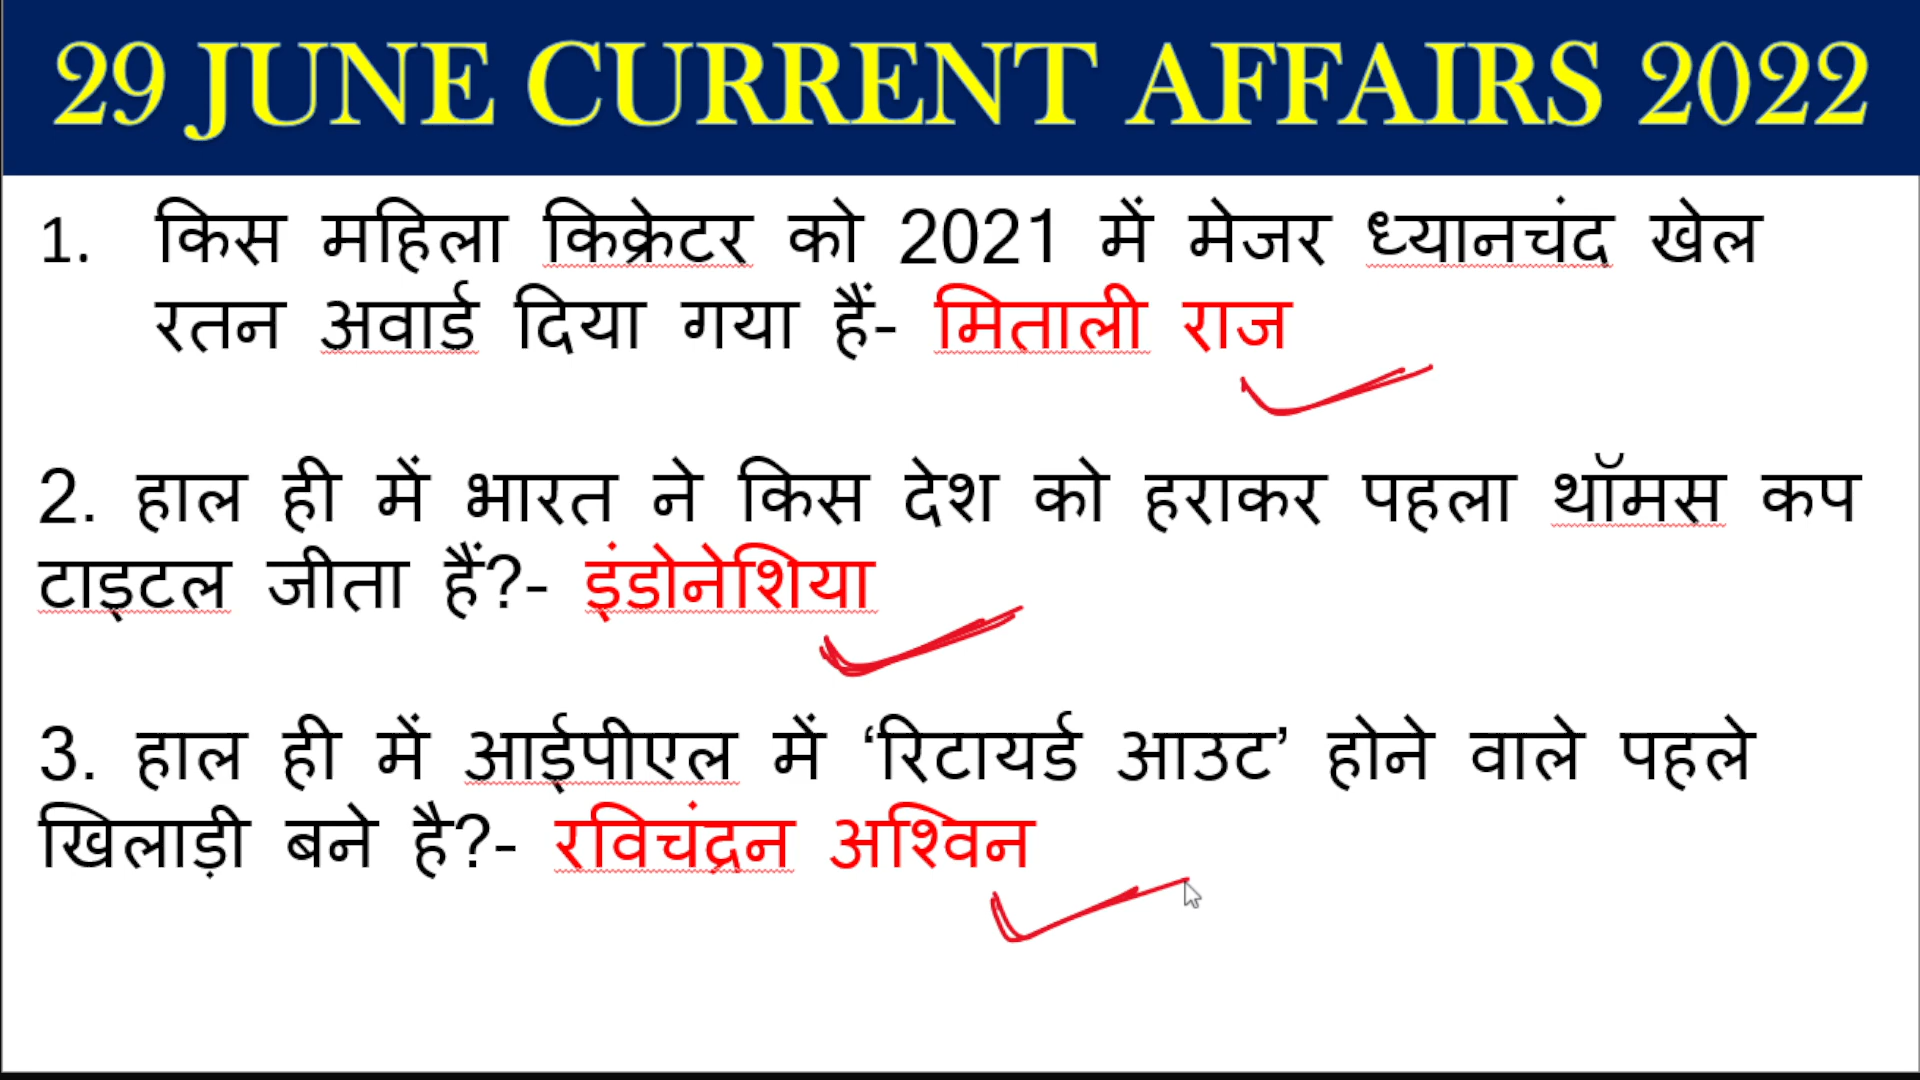 29 JUNE CURRENT AFFAIRS 2022
1. किस महिला किक्रेटर को 2021 में मेजर ध्यानचंद खेल
रतन अवार्ड दिया गया हैं- मिताली राज
2. हाल ही में भारत ने किस देश को हराकर पहला थॉमस कप
टाइटल जीता हैं?- इंडोनेशिया
3. हाल ही में आईपीएल में ‘रिटायर्ड आउट’ होने वाले पहले
खिलाड़ी बने है?- रविचंद्रन अश्विन